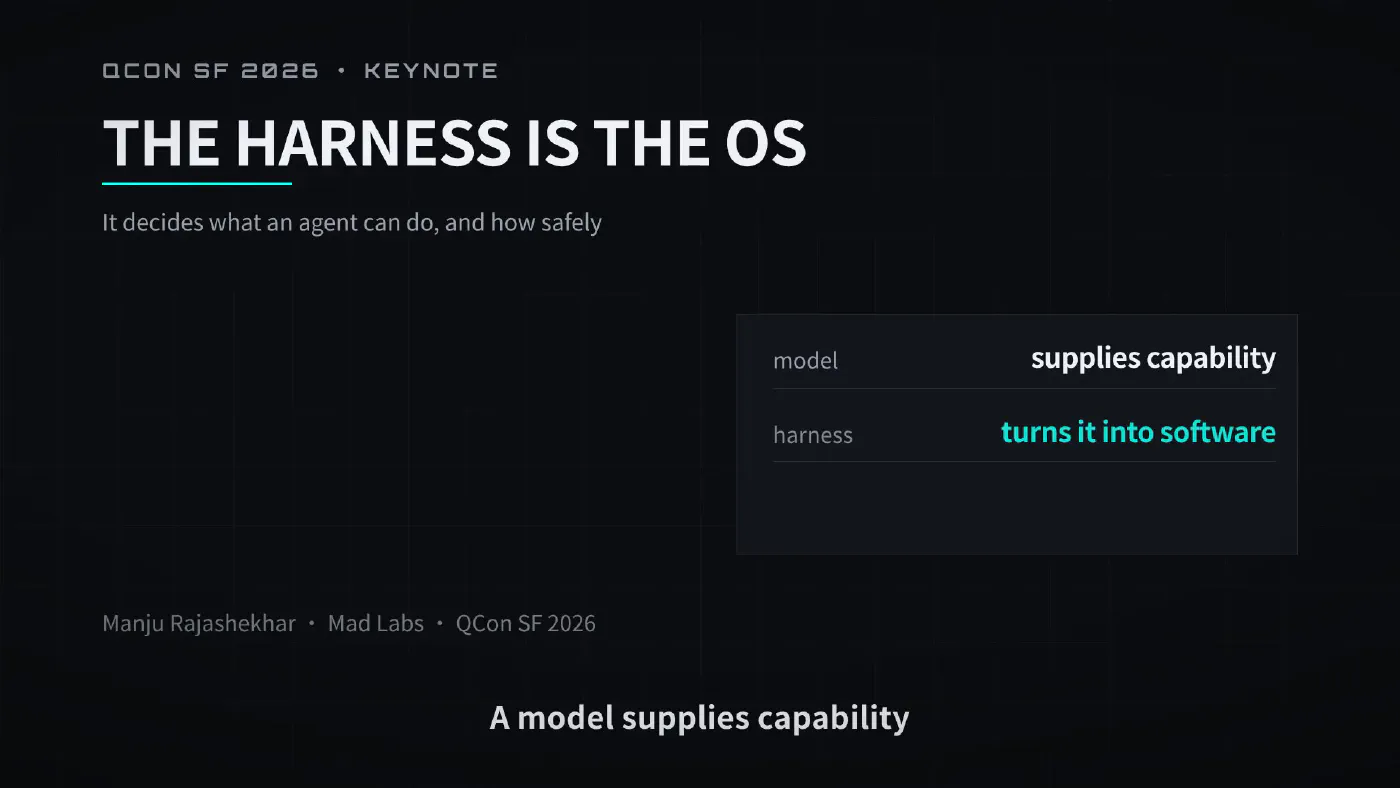 QCON SF 2026 • KEYNOTE
THE HARNESS IS THE OS
It decides what an agent can do, and how safely
model supplies capability
harness turns it into software
Manju Rajashekhar • Mad Labs • QCon SF 2026
A model supplies capability